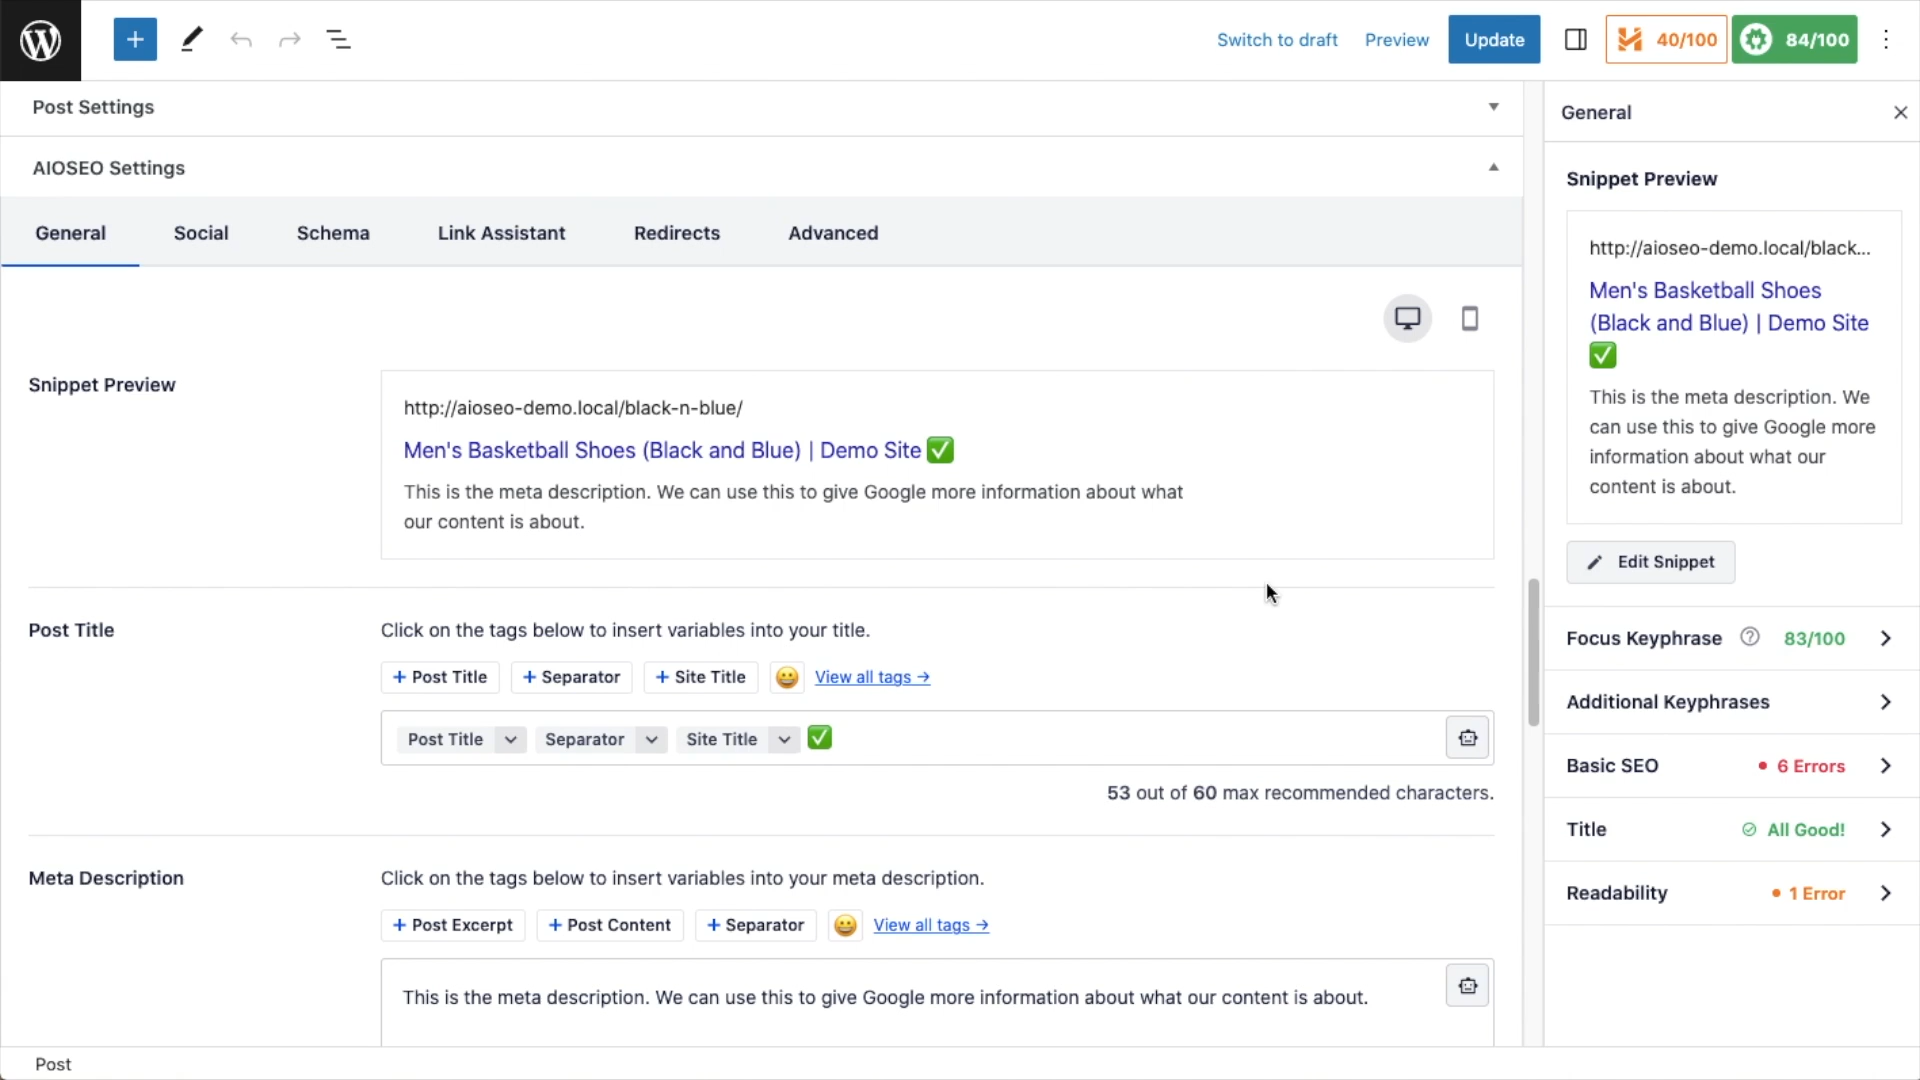 Switch to draft
Preview
Update
40/100
84/100
Post Settings
AIOSEO Settings
General
Social
Schema
Link Assistant
Redirects
Advanced
Snippet Preview
http://aioseo-demo.local/black-n-blue/
Men's Basketball Shoes (Black and Blue) | Demo Site ✅
This is the meta description. We can use this to give Google more information about what
our content is about.
Post Title
Click on the tags below to insert variables into your title.
+ Post Title
+ Separator
+ Site Title
😀
View all tags →
Post Title
Separator
Site Title
✅
53 out of 60 max recommended characters.
Meta Description
Click on the tags below to insert variables into your meta description.
+ Post Excerpt
+ Post Content
+ Separator
😀
View all tags →
This is the meta description. We can use this to give Google more information about what our content is about.
Post
General
Snippet Preview
http://aioseo-demo.local/black...
Men's Basketball Shoes
(Black and Blue) | Demo Site
✅
This is the meta description. We
can use this to give Google more
information about what our
content is about.
Edit Snippet
Focus Keyphrase
83/100
Additional Keyphrases
Basic SEO
• 6 Errors
Title
All Good!
Readability
• 1 Error